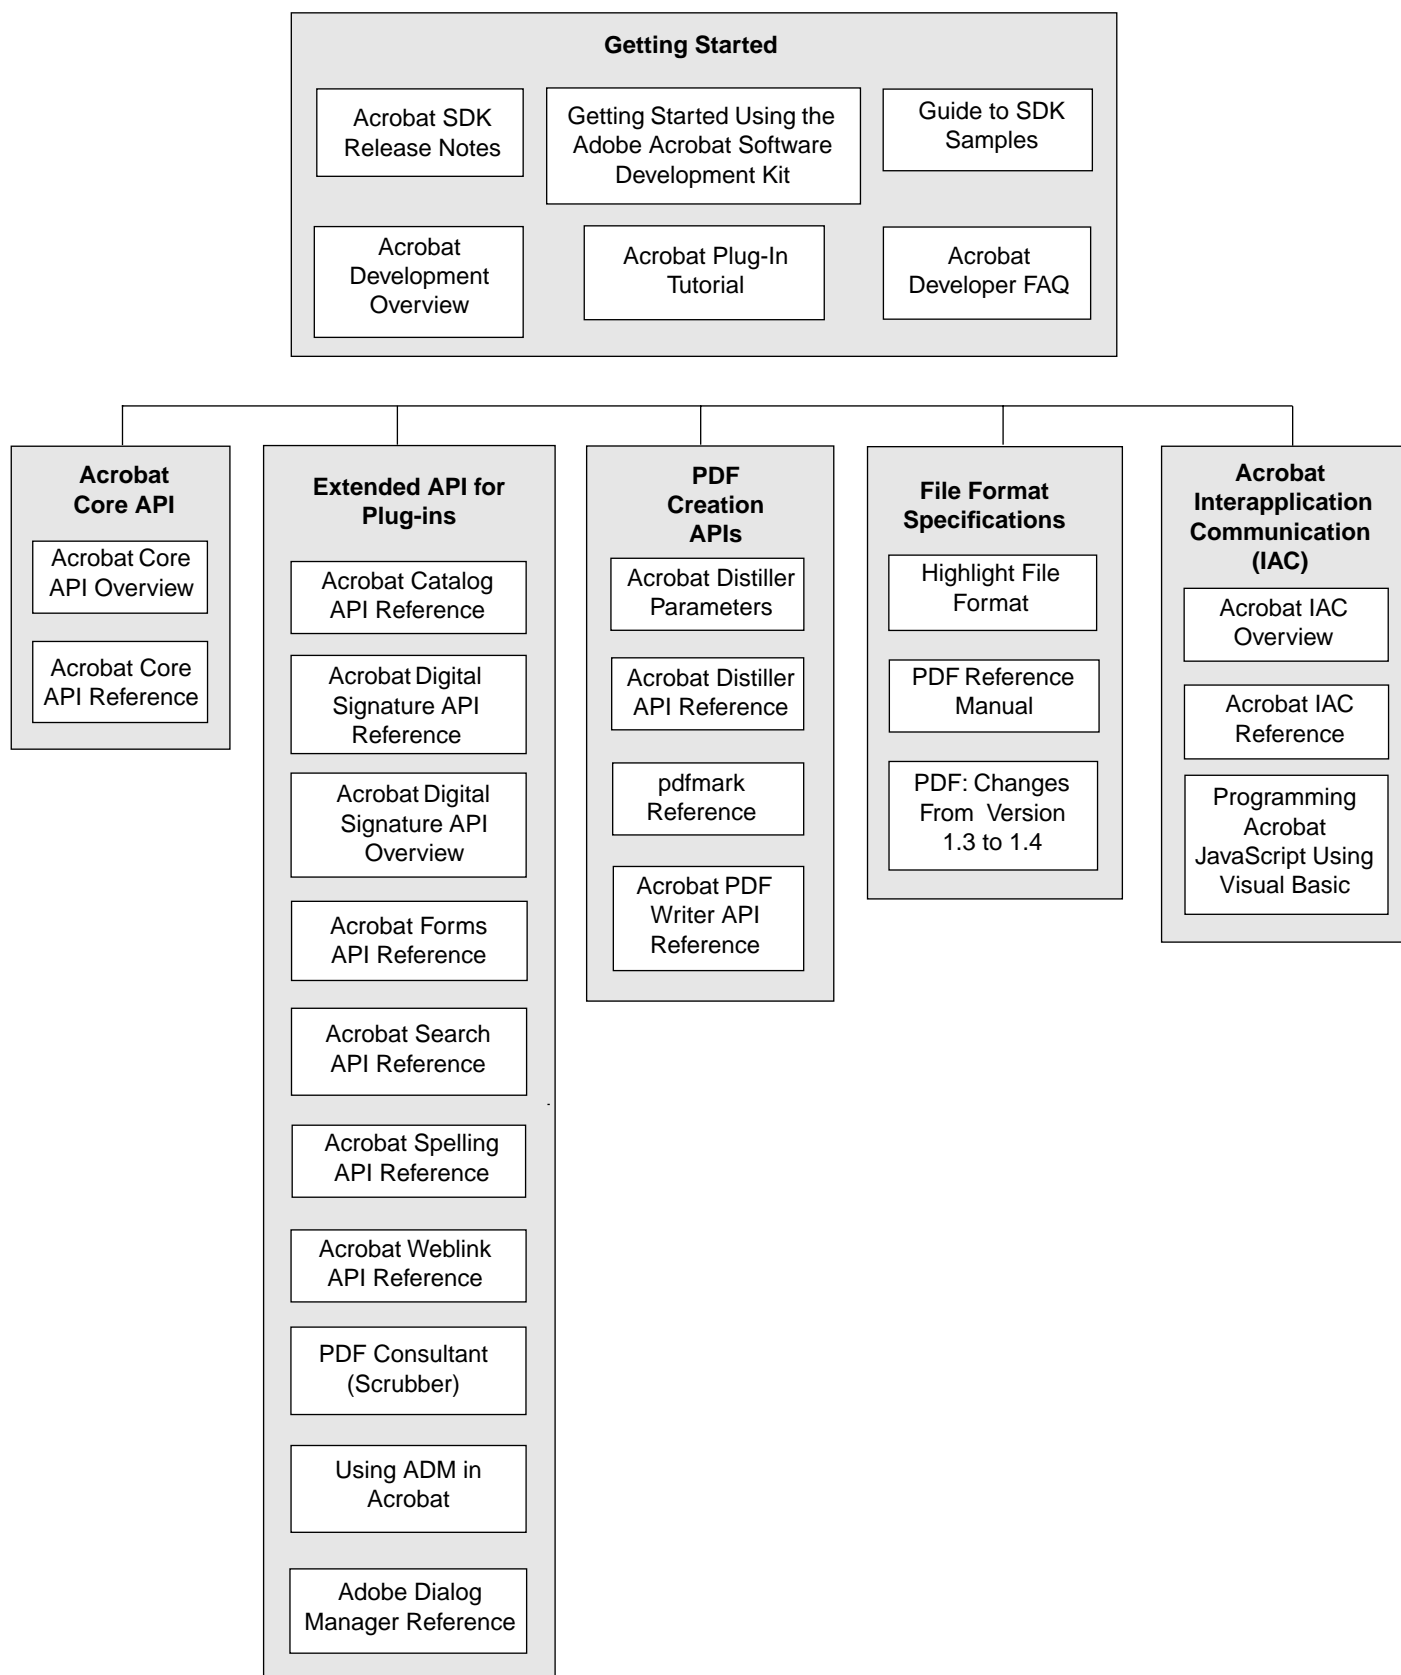 Getting Started
Acrobat SDK
Release Notes
Getting Started Using the
Adobe Acrobat Software
Development Kit
Guide to SDK
Samples
Acrobat
Development
Overview
Acrobat Plug-In
Tutorial
Acrobat
Developer FAQ
Acrobat
Core API
Acrobat Core
API Overview
Acrobat Core
API Reference
Extended API for
Plug-ins
Acrobat Catalog
API Reference
Acrobat Digital
Signature API
Reference
Acrobat Digital
Signature API
Overview
Acrobat Forms
API Reference
Acrobat Search
API Reference
Acrobat Spelling
API Reference
Acrobat Weblink
API Reference
PDF Consultant
(Scrubber)
Using ADM in
Acrobat
Adobe Dialog
Manager Reference
PDF
Creation
APIs
Acrobat Distiller
Parameters
Acrobat Distiller
API Reference
pdfmark
Reference
Acrobat PDF
Writer API
Reference
File Format
Specifications
Highlight File
Format
PDF Reference
Manual
PDF: Changes
From Version
1.3 to 1.4
Acrobat
Interapplication
Communication
(IAC)
Acrobat IAC
Overview
Acrobat IAC
Reference
Programming
Acrobat
JavaScript Using
Visual Basic